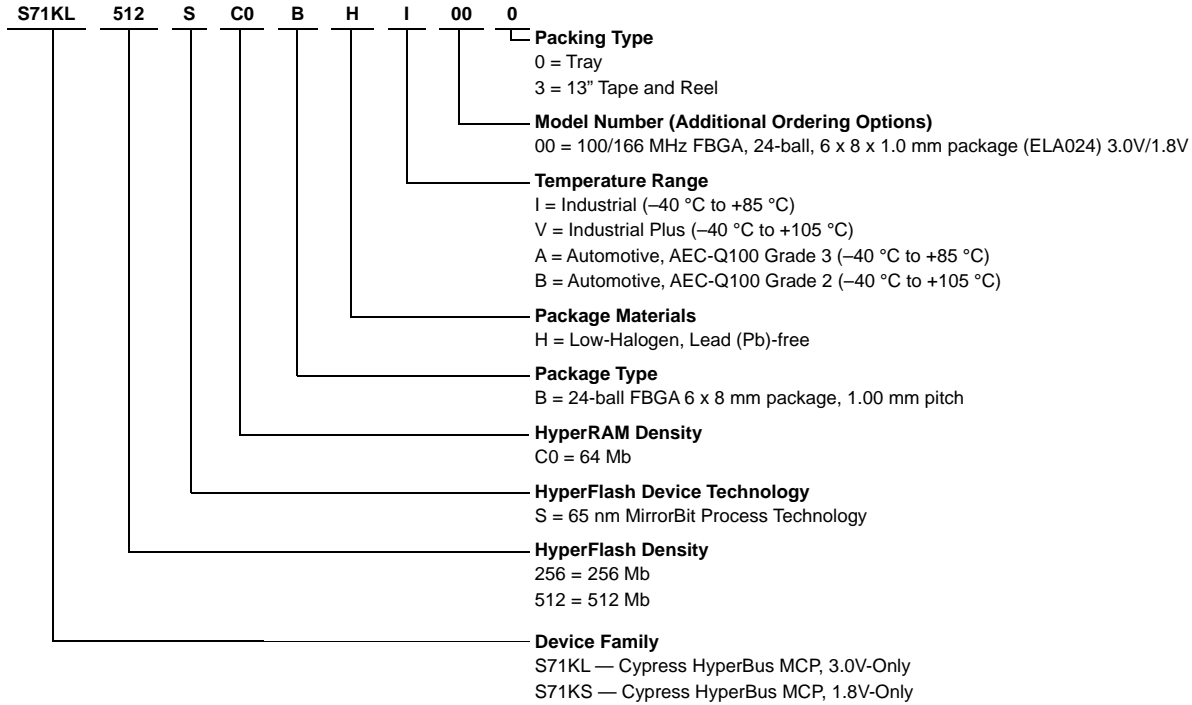 S71KL 512 S C0 B H I 00 0
Packing Type
0 = Tray
3 = 13” Tape and Reel
Model Number (Additional Ordering Options)
00 = 100/166 MHz FBGA, 24-ball, 6 x 8 x 1.0 mm package (ELA024) 3.0V/1.8V
Temperature Range
I = Industrial (–40 °C to +85 °C)
V = Industrial Plus (–40 °C to +105 °C)
A = Automotive, AEC-Q100 Grade 3 (–40 °C to +85 °C)
B = Automotive, AEC-Q100 Grade 2 (–40 °C to +105 °C)
Package Materials
H = Low-Halogen, Lead (Pb)-free
Package Type
B = 24-ball FBGA 6 x 8 mm package, 1.00 mm pitch
HyperRAM Density
C0 = 64 Mb
HyperFlash Device Technology
S = 65 nm MirrorBit Process Technology
HyperFlash Density
256 = 256 Mb
512 = 512 Mb
Device Family
S71KL — Cypress HyperBus MCP, 3.0V-Only
S71KS — Cypress HyperBus MCP, 1.8V-Only